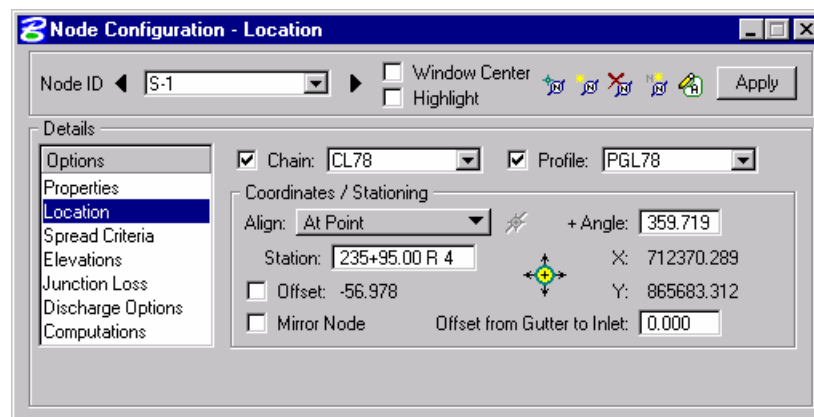 Node Configuration - Location
Node ID S-1 Window Center Apply
Highlight
Details
Options Chain: CL78 Profile: PGL78
Properties
Location
Spread Criteria
Elevations
Junction Loss
Discharge Options
Computations
Coordinates / Stationing
Align: At Point + Angle: 359.719
Station: 235+95.00 R 4 X: 712370.289
Offset: -56.978 Y: 865683.312
Mirror Node Offset from Gutter to Inlet: 0.000